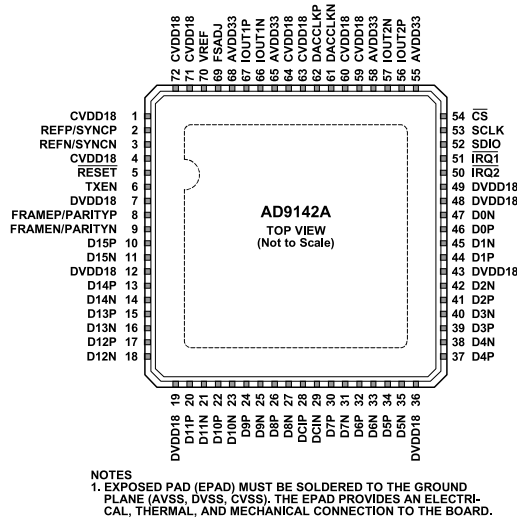 72 CVDD18
71 CVDD18
70 VREF
69 FSADJ
68 AVDD33
67 IOUT1P
66 IOUT1N
65 AVDD33
64 CVDD18
63 CVDD18
62 DACCLKP
61 DACCLKN
60 CVDD18
59 CVDD18
58 AVDD33
57 IOUT2N
56 IOUT2P
55 AVDD33
CVDD18 1
REFP/SYNCP 2
REFN/SYNCN 3
CVDD18 4
RESET 5
TXEN 6
DVDD18 7
FRAMEP/PARITYP 8
FRAMEN/PARITYN 9
D15P 10
D15N 11
DVDD18 12
D14P 13
D14N 14
D13P 15
D13N 16
D12P 17
D12N 18
AD9142A
TOP VIEW
(Not to Scale)
54 CS
53 SCLK
52 SDIO
51 IRQ1
50 IRQ2
49 DVDD18
48 DVDD18
47 D0N
46 D0P
45 D1N
44 D1P
43 DVDD18
42 D2N
41 D2P
40 D3N
39 D3P
38 D4N
37 D4P
DVDD18 19
D11P 20
D11N 21
D10P 22
D10N 23
D9P 24
D9N 25
D8P 26
D8N 27
DCIP 28
DCIN 29
D7P 30
D7N 31
D6P 32
D6N 33
D5P 34
D5N 35
DVDD18 36
NOTES
1. EXPOSED PAD (EPAD) MUST BE SOLDERED TO THE GROUND
PLANE (AVSS, DVSS, CVSS). THE EPAD PROVIDES AN ELECTRI-
CAL, THERMAL, AND MECHANICAL CONNECTION TO THE BOARD.